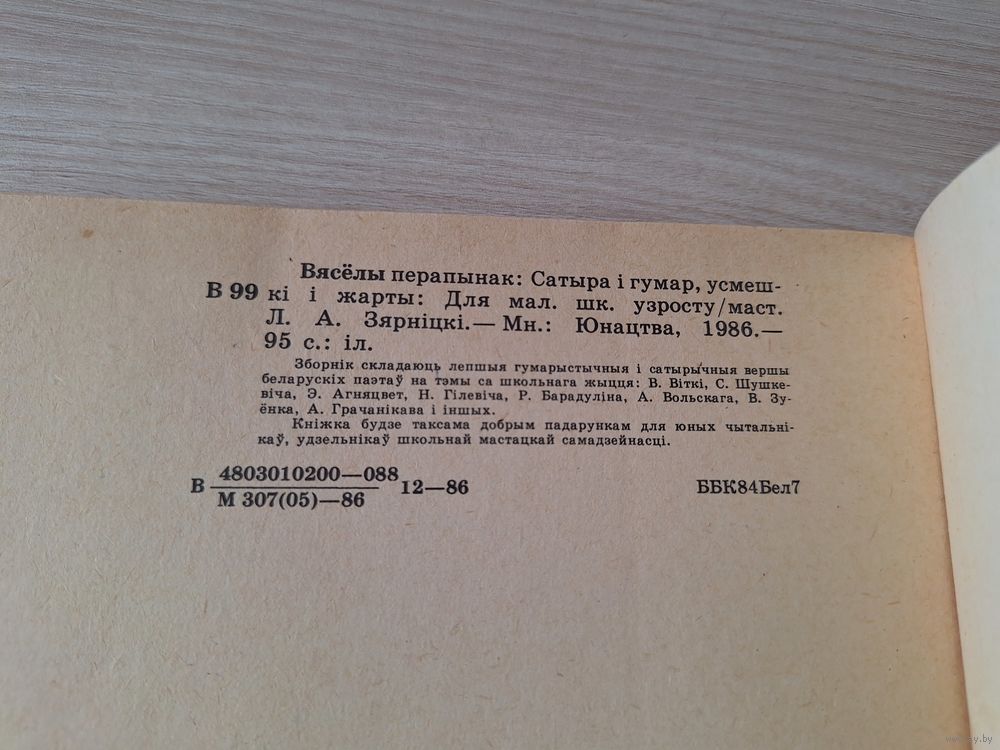 Вясёлы перапынак: Сатыра і гумар, усмеш-
В 99 кі і жарты: Для мал. шк. узросту/маст.
Л. А. Зярніцкі.— Мн.: Юнацтва, 1986.—
95 с.: іл.
Зборнік складаюць лепшыя гумарыстычныя і сатырычныя вершы
беларускіх паэтаў на тэмы са школьнага жыцця: В. Віткі, С. Шушке-
віча, Э. Агняцвет, Н. Гілевіча, Р. Барадуліна, А. Вольскага, В. Зу-
ёнка, А. Грачанікава і іншых.
Кніжка будзе таксама добрым падарункам для юных чытальні-
каў, удзельнікаў школьнай мастацкай самадзейнасці.
В 4803010200—088 12—86 ББК84Бел7
М 307(05)—86